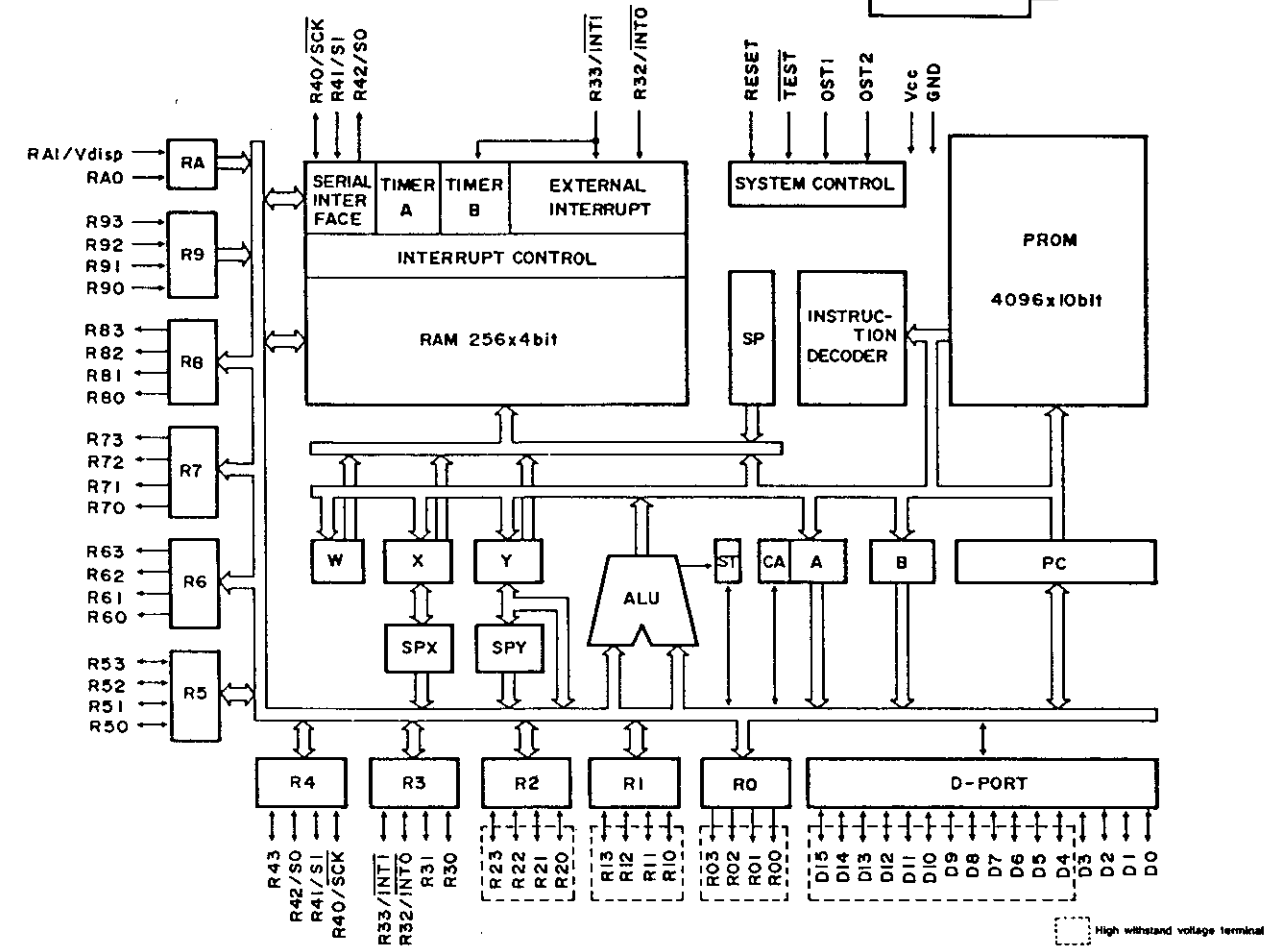 R40/SCK
R41/S1
R42/S0
R33/INT1
R32/INT0
RESET
TEST
OST1
OST2
Vcc
GND
RA1/Vdisp
RA0
RA
R93
R92
R91
R90
R9
R83
R82
R81
R80
R8
R73
R72
R71
R70
R7
R63
R62
R61
R60
R6
R53
R52
R51
R50
R5
SERIAL
INTER
FACE
TIMER
A
TIMER
B
EXTERNAL
INTERRUPT
INTERRUPT CONTROL
RAM 256x4bit
SYSTEM CONTROL
SP
INSTRUC-
TION
DECODER
PROM
4096x10bit
W
X
Y
SPX
SPY
ALU
ST
CA
A
B
PC
R4
R3
R2
R1
R0
D-PORT
R43
R42/S0
R41/S1
R40/SCK
R33/INT1
R32/INT0
R31
R30
R23
R22
R21
R20
R13
R12
R11
R10
R03
R02
R01
R00
D15
D14
D13
D12
D11
D10
D9
D8
D7
D6
D5
D4
D3
D2
D1
D0
High withstand voltage terminal